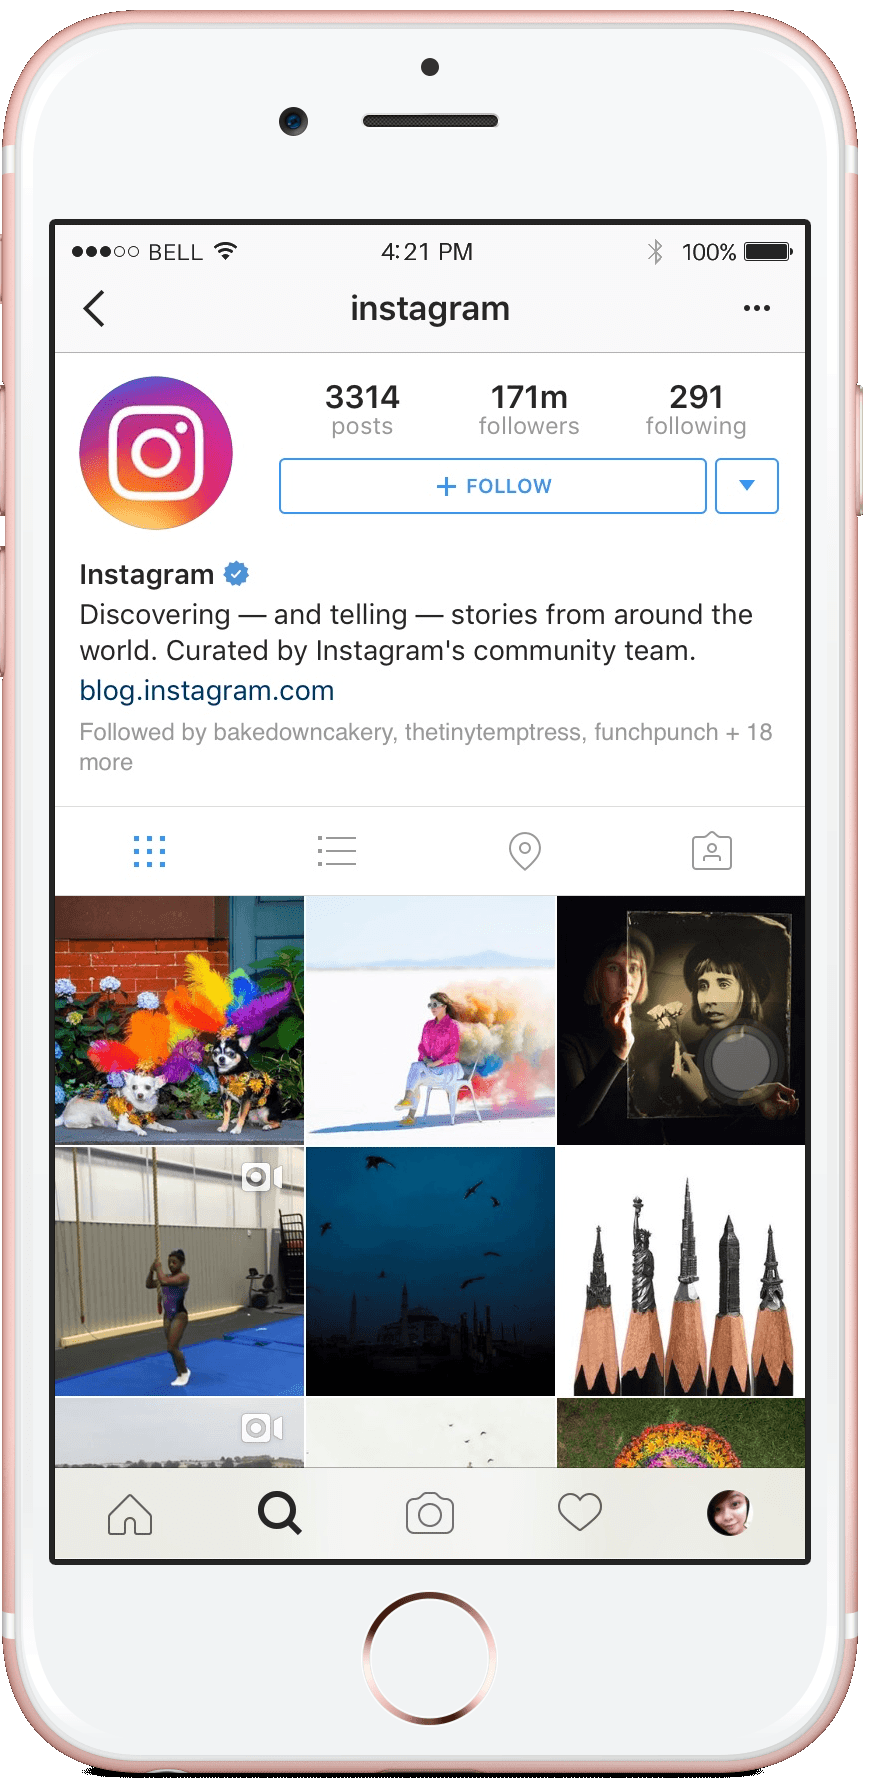 BELL 4:21 PM 100%
instagram
3314 171m 291
posts followers following
+ FOLLOW
Instagram
Discovering — and telling — stories from around the
world. Curated by Instagram's community team.
blog.instagram.com
Followed by bakedowncakery, thetinytemptress, funchpunch + 18
more